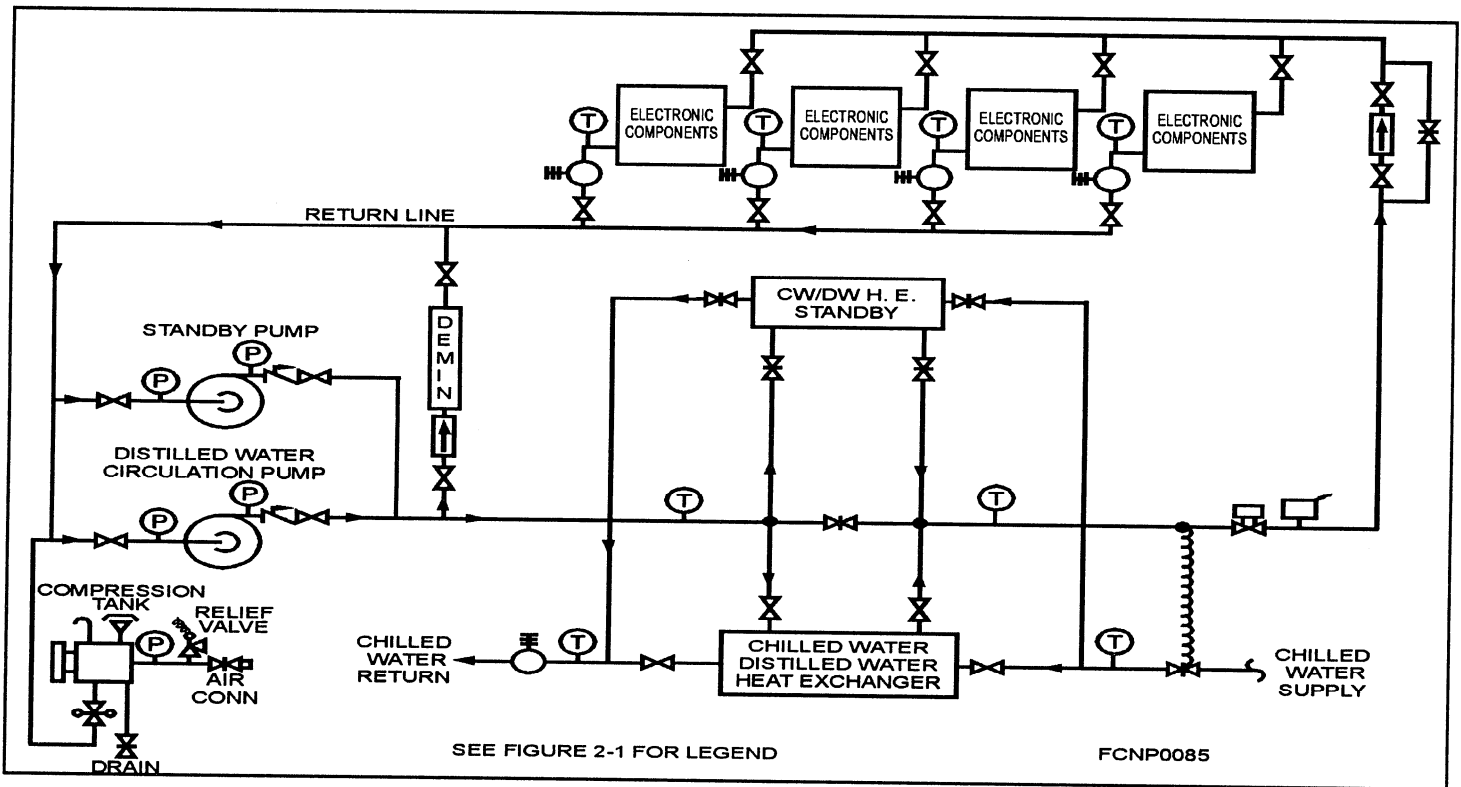 ELECTRONIC
COMPONENTS
ELECTRONIC
COMPONENTS
ELECTRONIC
COMPONENTS
ELECTRONIC
COMPONENTS
T
T
T
T
RETURN LINE
CW/DW H. E.
STANDBY
DEMIN
STANDBY PUMP
P
P
DISTILLED WATER
CIRCULATION PUMP
P
P
T
T
COMPRESSION
TANK
RELIEF
VALVE
P
AIR
CONN
DRAIN
CHILLED
WATER
RETURN
T
CHILLED WATER
DISTILLED WATER
HEAT EXCHANGER
T
CHILLED
WATER
SUPPLY
SEE FIGURE 2-1 FOR LEGEND
FCNP0085